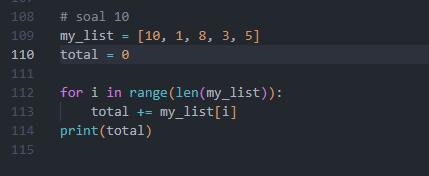 108 # soal 10
109 my_list = [10, 1, 8, 3, 5]
110 total = 0
111
112 for i in range(len(my_list)):
113     total += my_list[i]
114 print(total)
115